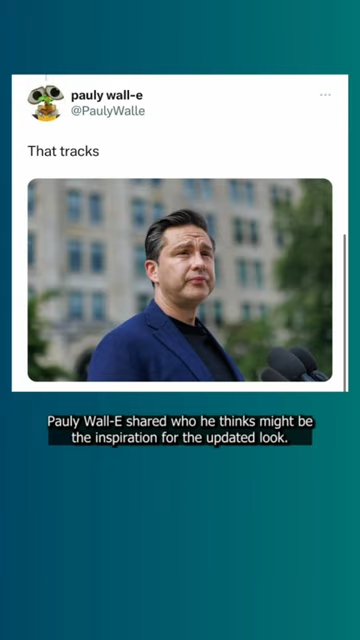 pauly wall-e
@PaulyWalle
That tracks
Pauly Wall-E shared who he thinks might be
the inspiration for the updated look.